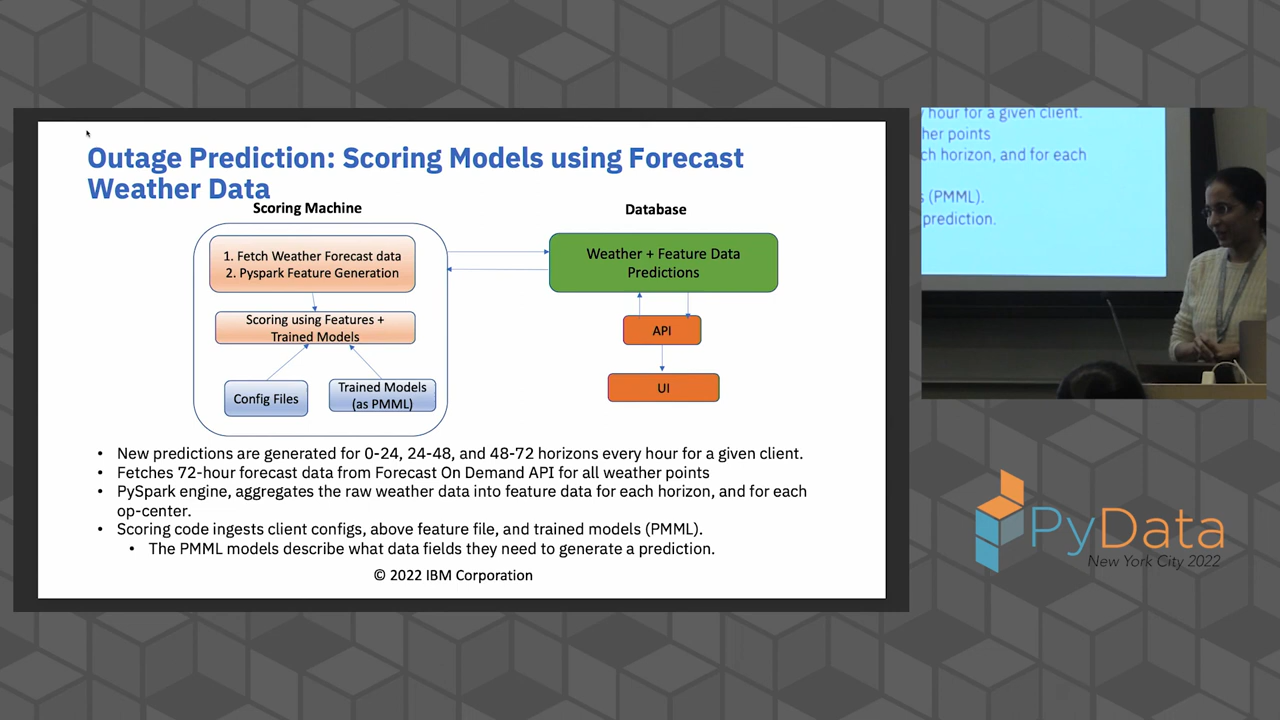 Outage Prediction: Scoring Models using Forecast
Weather Data
Scoring Machine
Database
1. Fetch Weather Forecast data
2. Pyspark Feature Generation
Weather + Feature Data
Predictions
Scoring using Features +
Trained Models
API
Config Files
Trained Models
(as PMML)
UI
• New predictions are generated for 0-24, 24-48, and 48-72 horizons every hour for a given client.
• Fetches 72-hour forecast data from Forecast On Demand API for all weather points
• PySpark engine, aggregates the raw weather data into feature data for each horizon, and for each
op-center.
• Scoring code ingests client configs, above feature file, and trained models (PMML).
• The PMML models describe what data fields they need to generate a prediction.
© 2022 IBM Corporation
hour for a given client.
her points
ch horizon, and for each
(PMML).
prediction.
PyData
New York City 2022